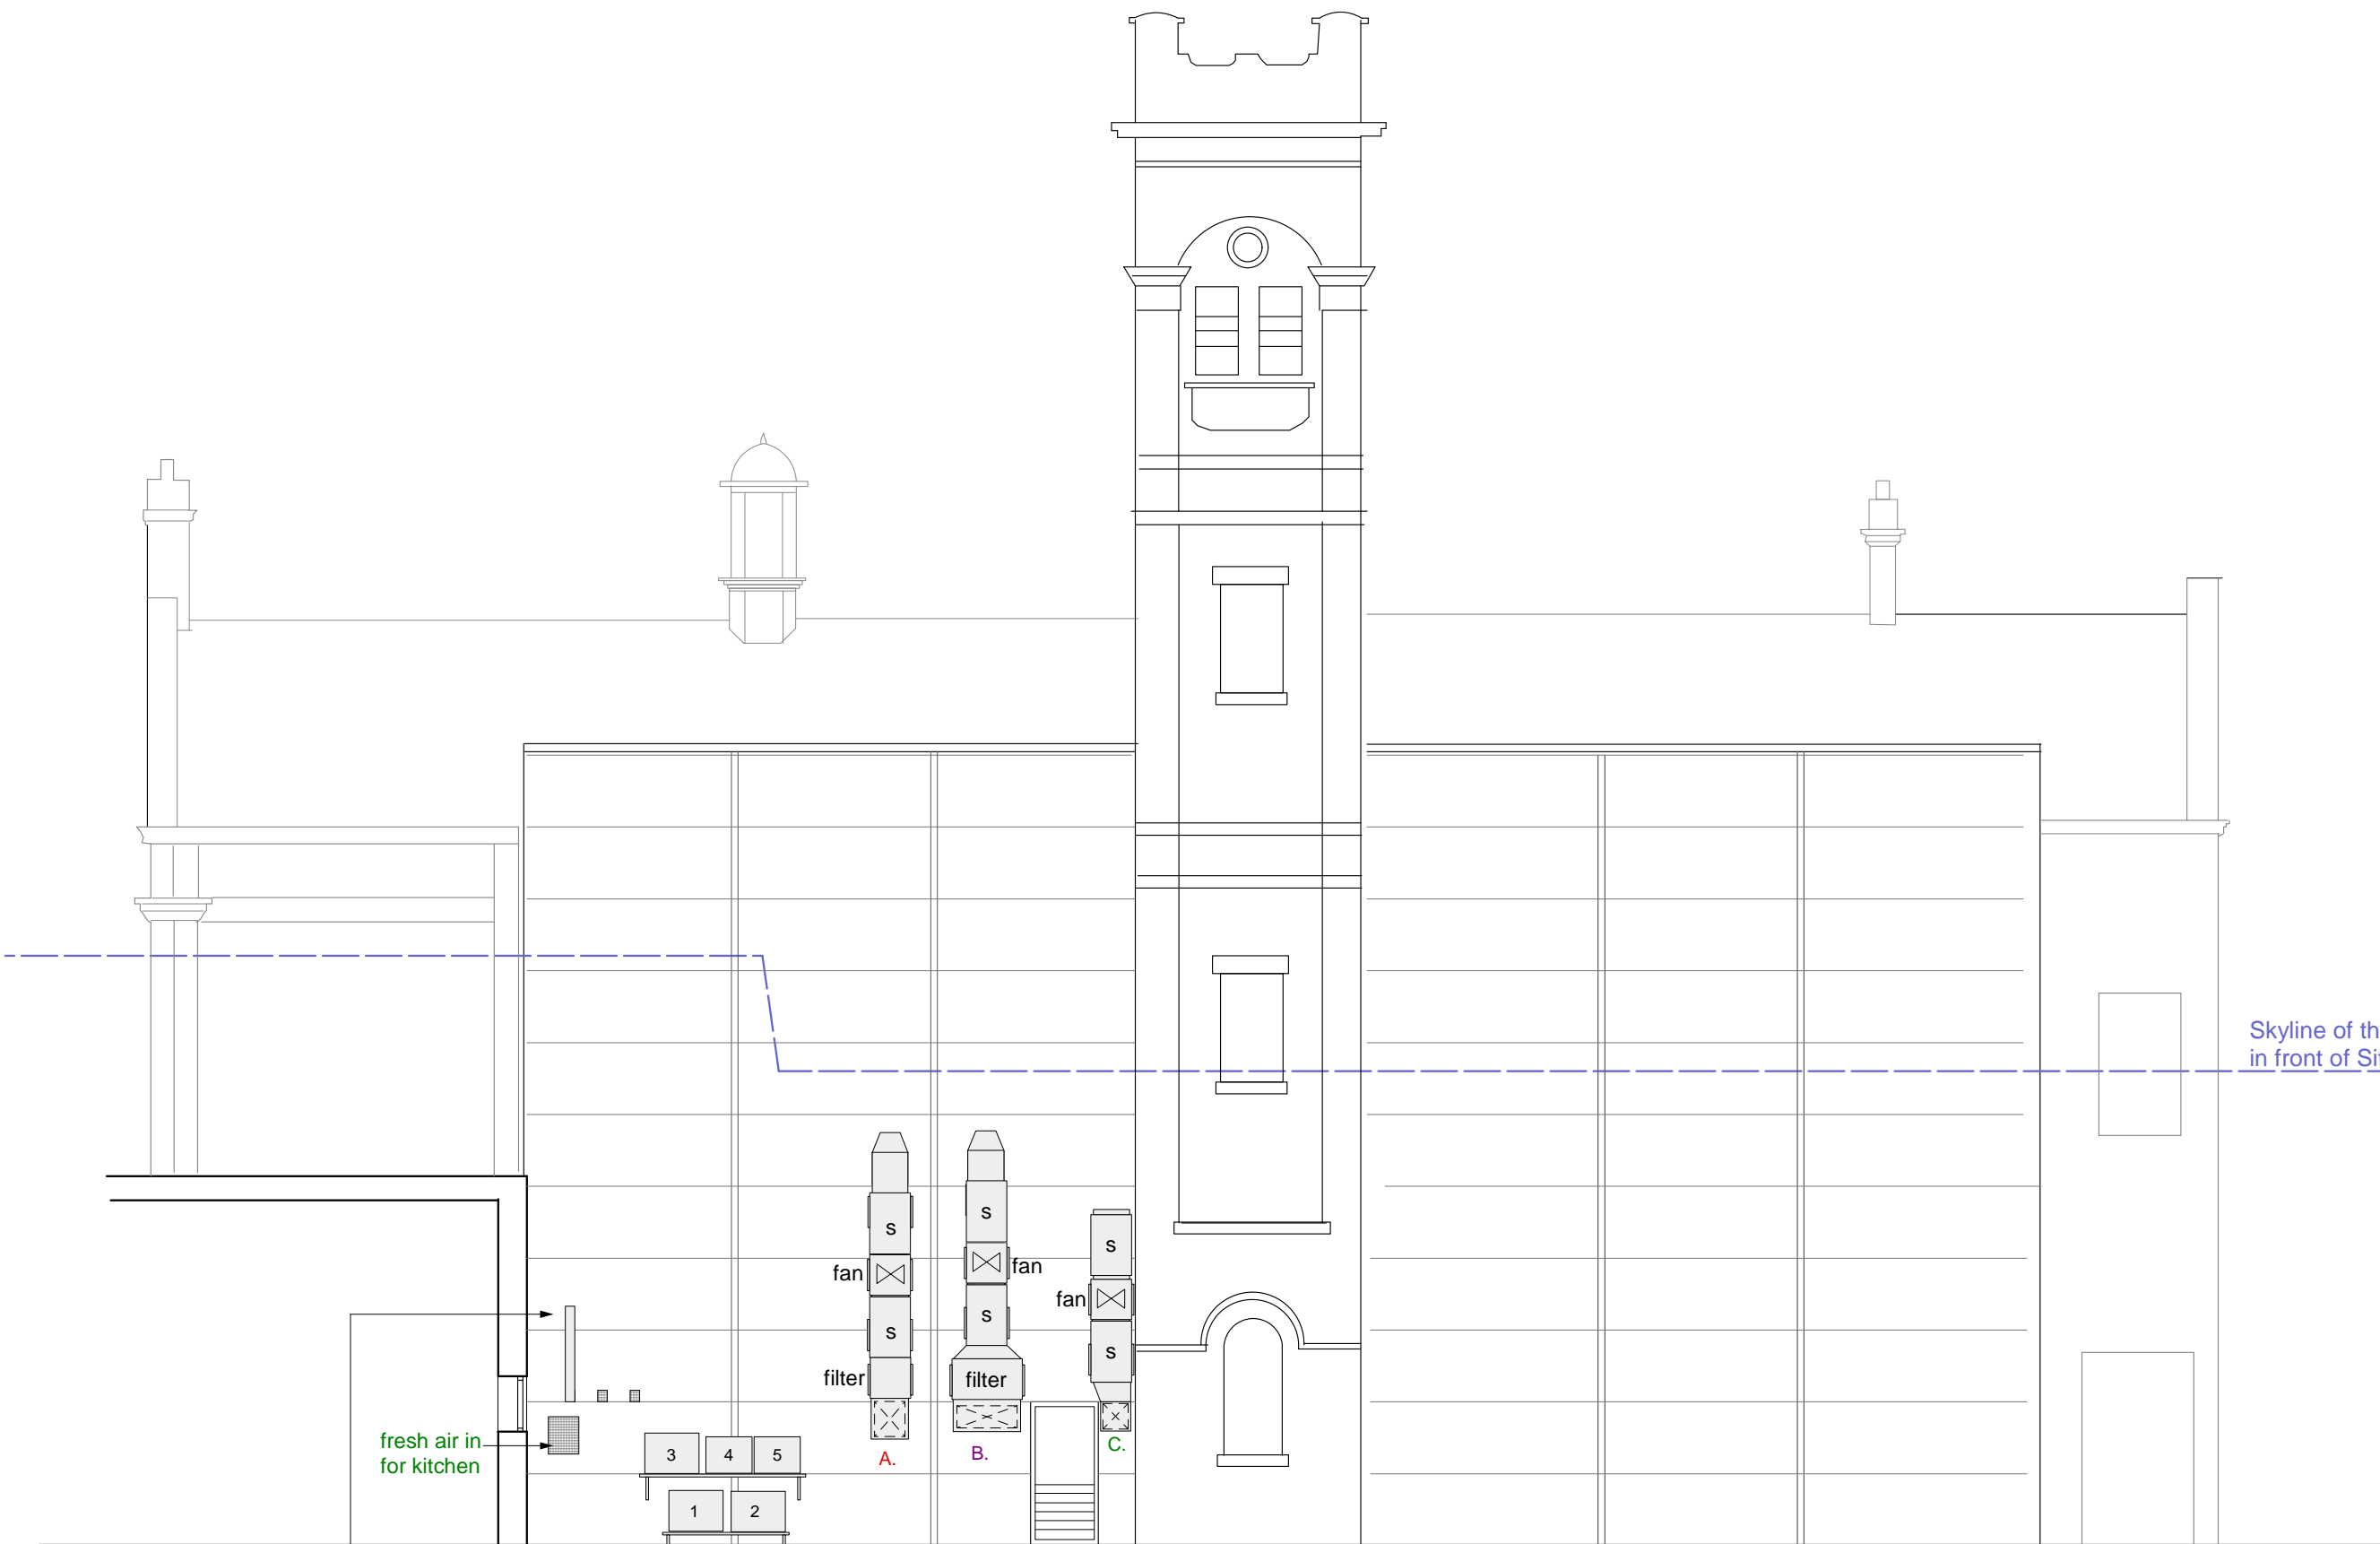 Skyline of th
in front of Sit
s
s
s
fan
fan
fan
s
s
s
filter
filter
fresh air in
for kitchen
3
4
5
A.
B.
C.
1
2